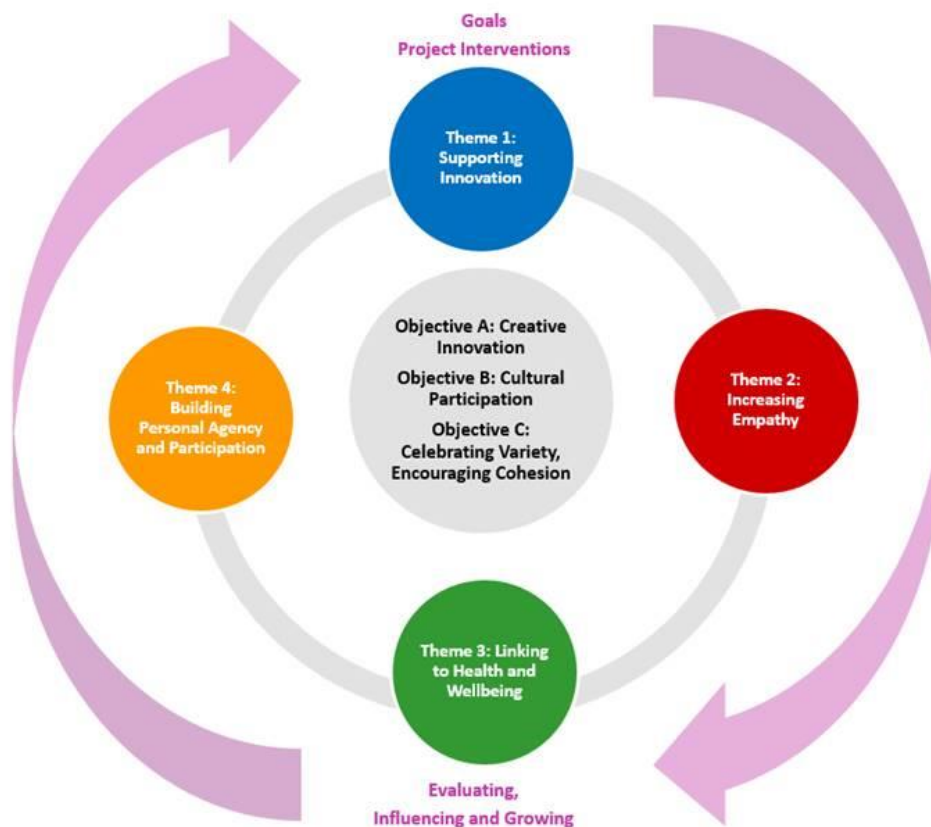 Goals
Project Interventions
Theme 1:
Supporting
Innovation
Objective A: Creative
Innovation
Objective B: Cultural
Participation
Objective C:
Celebrating Variety,
Encouraging Cohesion
Theme 4:
Building
Personal Agency
and Participation
Theme 2:
Increasing
Empathy
Theme 3: Linking
to Health and
Wellbeing
Evaluating,
Influencing and Growing